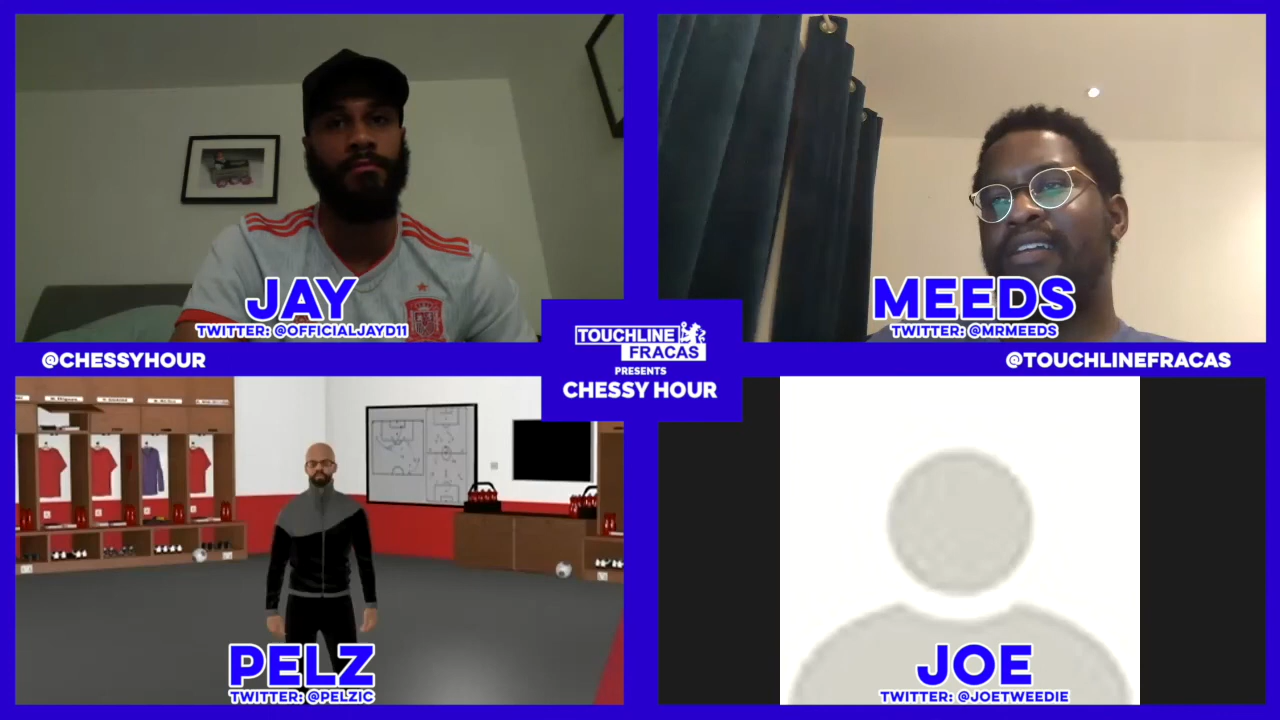 JAY
TWITTER: @OFFICIALJAYD11
MEEDS
TWITTER: @MRMEEDS
@CHESSYHOUR
TOUCHLINE
FRACAS
PRESENTS
CHESSY HOUR
@TOUCHLINEFRACAS
PELZ
TWITTER: @PELZIC
JOE
TWITTER: @JOETWEEDIE